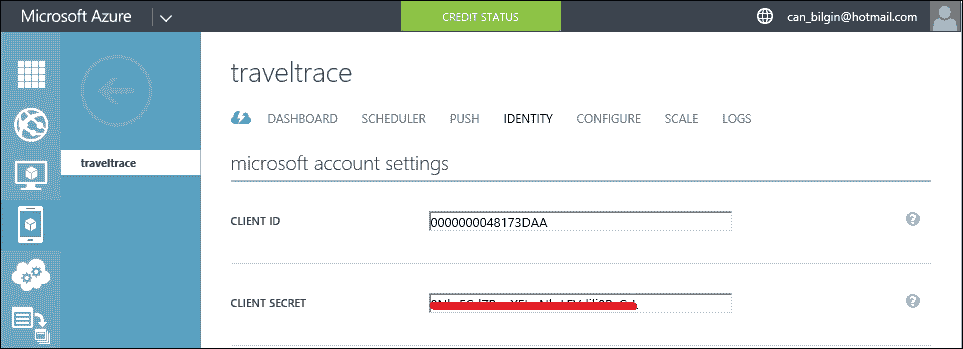 Microsoft Azure
CREDIT STATUS
can_bilgin@hotmail.com
traveltrace
traveltrace
DASHBOARD SCHEDULER PUSH IDENTITY CONFIGURE SCALE LOGS
microsoft account settings
CLIENT ID
0000000048173DAA
?
CLIENT SECRET
?